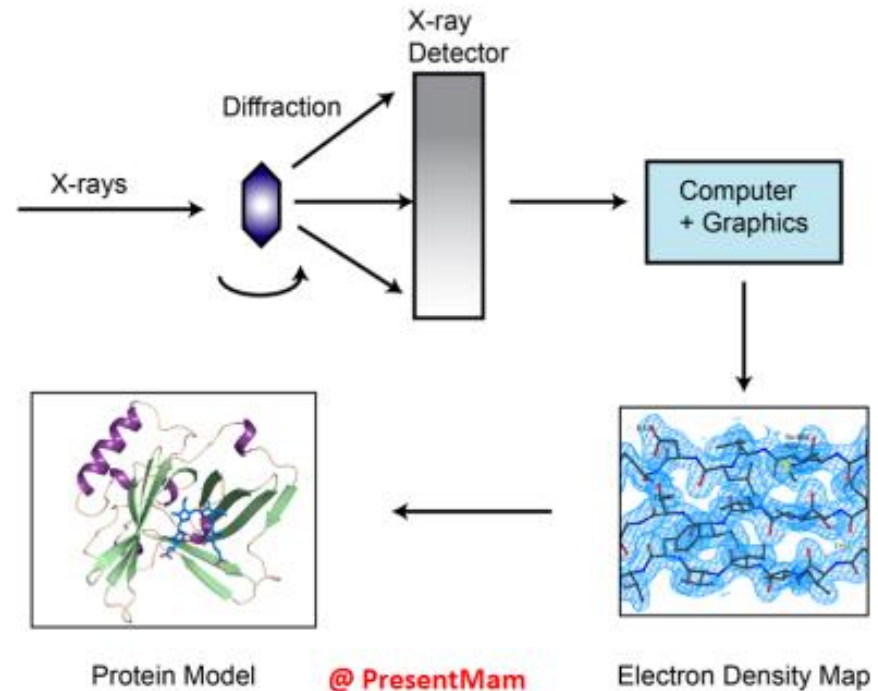 X-ray
Detector
Diffraction
X-rays
Computer
+ Graphics
Protein Model
@ PresentMam
Electron Density Map